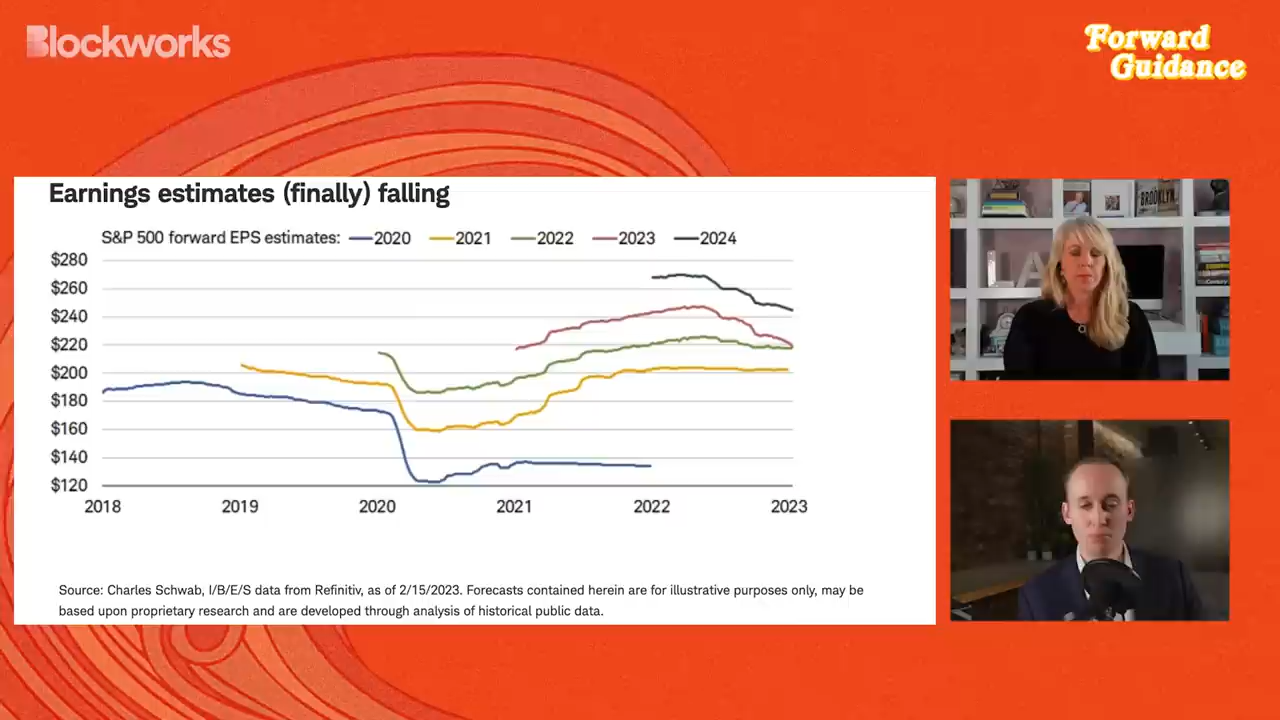 Blockworks
Forward
Guidance
Earnings estimates (finally) falling
S&P 500 forward EPS estimates: 2020 2021 2022 2023 2024
$280
$260
$240
$220
$200
$180
$160
$140
$120
2018 2019 2020 2021 2022 2023
Source: Charles Schwab, I/B/E/S data from Refinitiv, as of 2/15/2023. Forecasts contained herein are for illustrative purposes only, may be
based upon proprietary research and are developed through analysis of historical public data.
BROOKLYN
LA